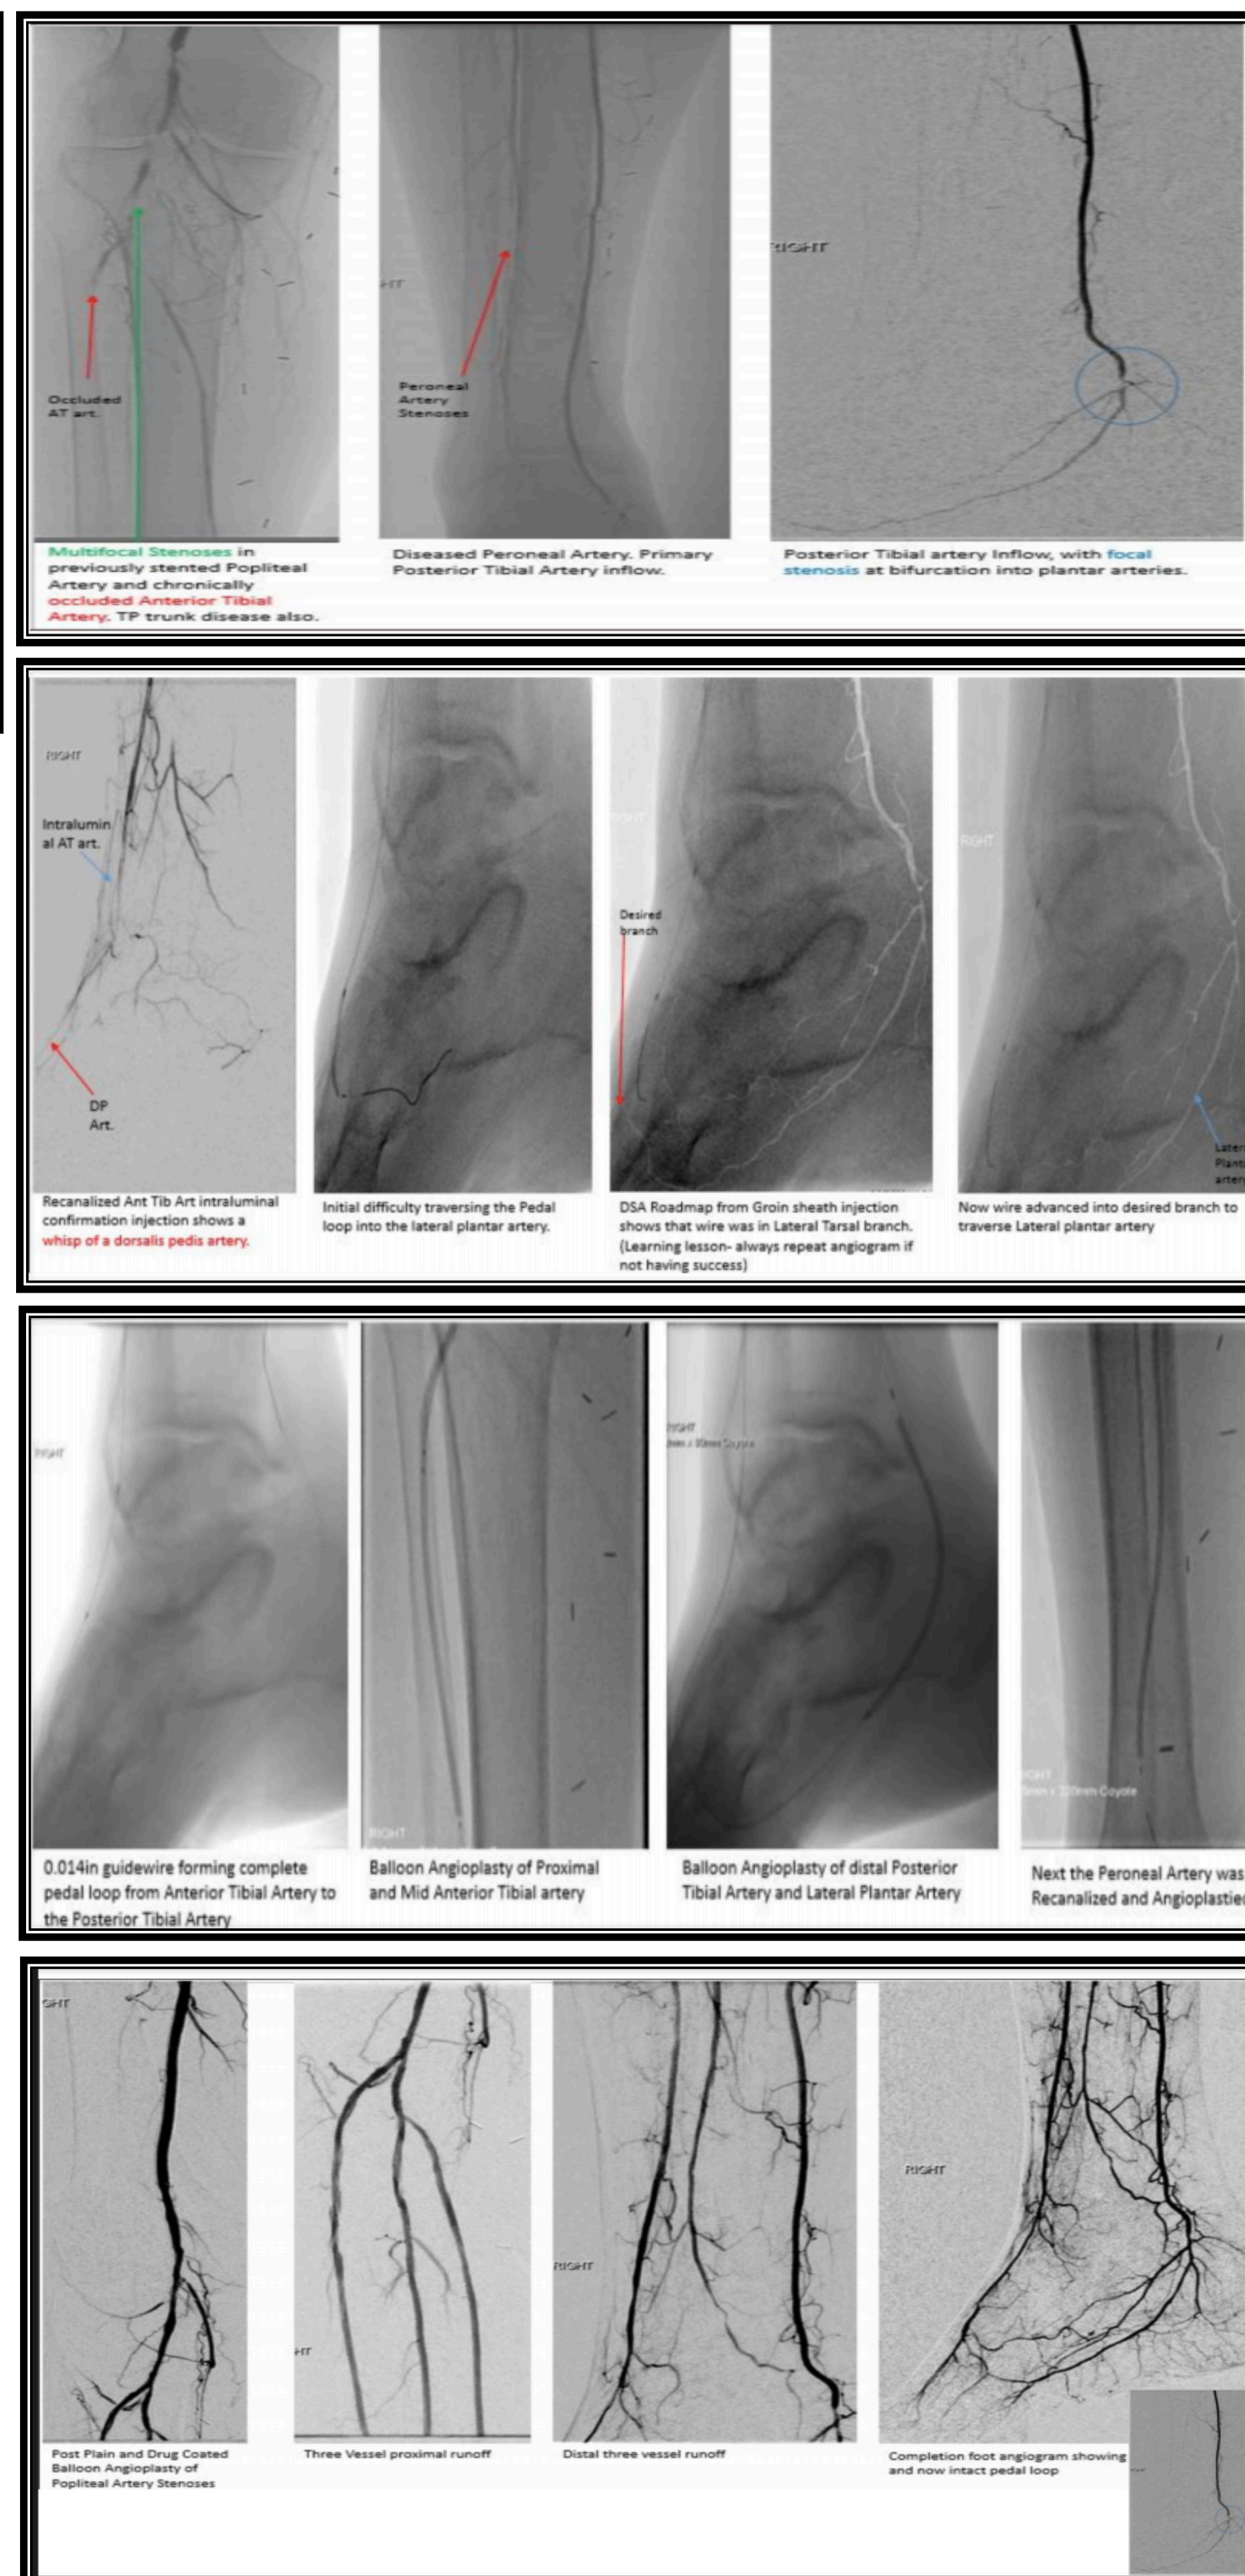 RIGHT
Occluded
AT art.
Peroneal
Artery
Stenoses
Multifocal Stenoses in
previously stented Popliteal
Artery and chronically
occluded Anterior Tibial
Artery. TP trunk disease also.
Diseased Peroneal Artery. Primary
Posterior Tibial Artery inflow.
Posterior Tibial artery Inflow, with focal
stenosis at bifurcation into plantar arteries.
RIGHT
Intralumin
al AT art.
DP
Art.
Desired
branch
RIGHT
RIGHT
Recanalized Ant Tib Art intraluminal
confirmation injection shows a
whisp of a dorsalis pedis artery.
Initial difficulty traversing the Pedal
loop into the lateral plantar artery.
DSA Roadmap from Groin sheath injection
shows that wire was in Lateral Tarsal branch.
(Learning lesson- always repeat angiogram if
not having success)
Now wire advanced into desired branch to
traverse Lateral plantar artery
RIGHT
RIGHT
RIGHT
Coyote
0.014in guidewire forming complete
pedal loop from Anterior Tibial Artery to
the Posterior Tibial Artery
Balloon Angioplasty of Proximal
and Mid Anterior Tibial artery
Balloon Angioplasty of distal Posterior
Tibial Artery and Lateral Plantar Artery
Next the Peroneal Artery was
Recanalized and
RIGHT
RIGHT
Post Plain and Drug Coated
Balloon Angioplasty of
Popliteal Artery Stenoses
Three Vessel proximal runoff
Distal three vessel runoff
Completion foot angiogram showing
and now intact pedal loop